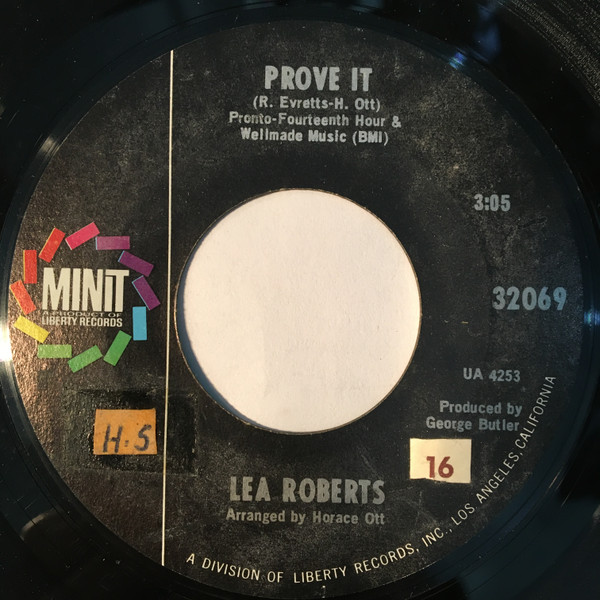 PROVE IT
(R. Evretts-H. Ott)
Pronto-Fourteenth Hour &
Wellmade Music (BMI)
3:05
MINIT
A PRODUCT OF
LIBERTY RECORDS
32069
UA 4253
Produced by
George Butler
H.S
16
LEA ROBERTS
Arranged by Horace Ott
A DIVISION OF LIBERTY RECORDS, INC., LOS ANGELES, CALIFORNIA